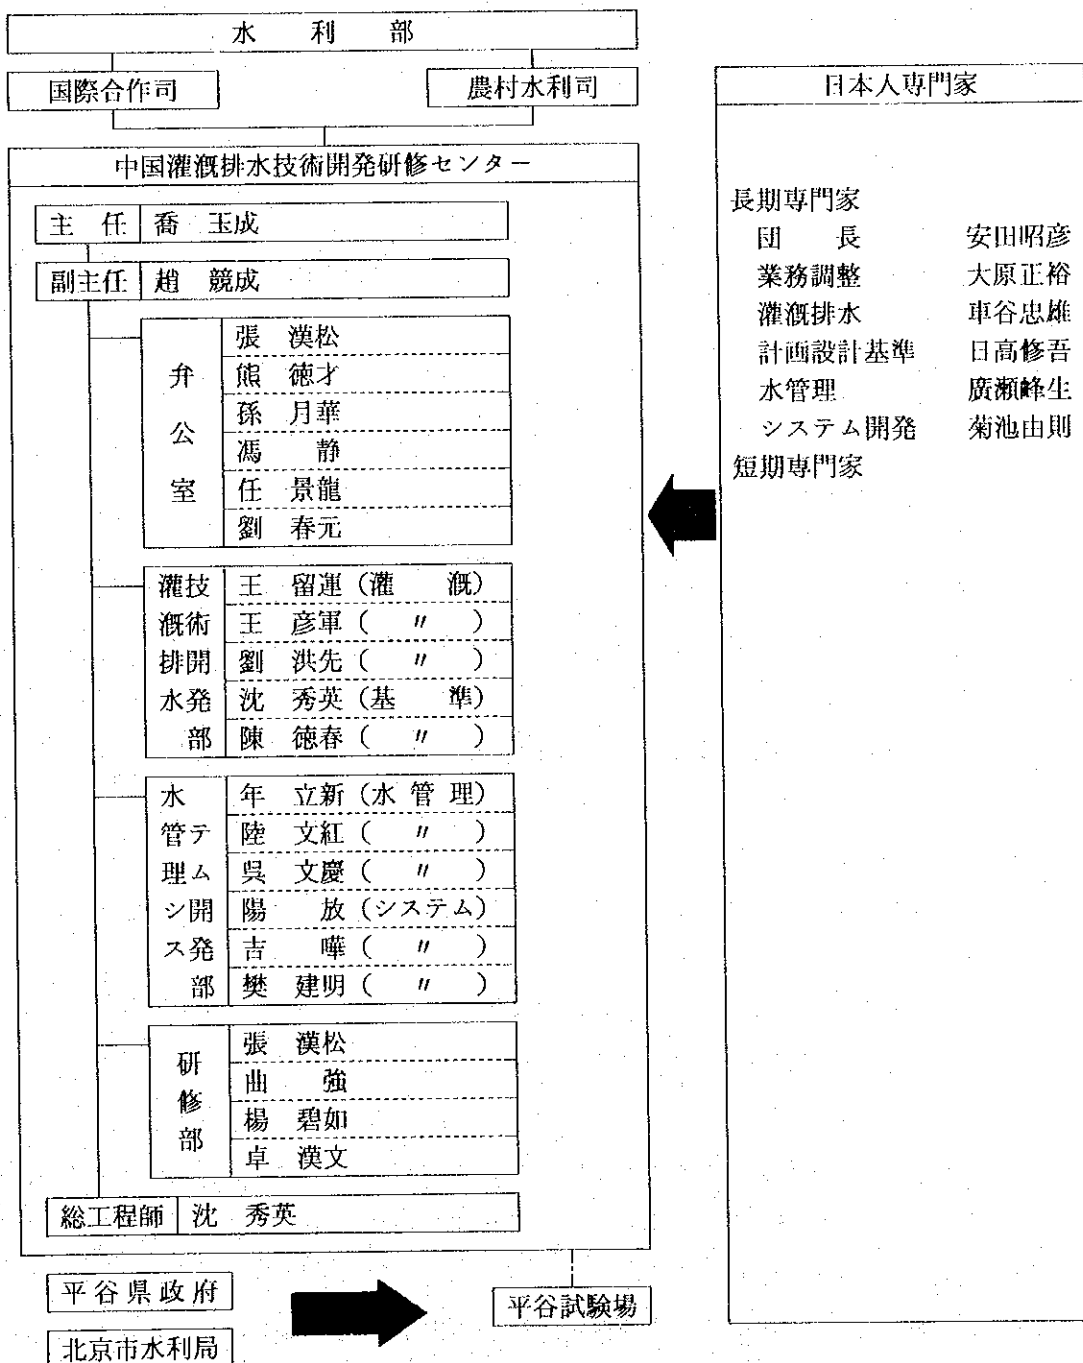 水利部
国際合作司
農村水利司
中国灌漑排水技術開発研修センター
主任 喬 玉成
副主任 趙 競成
弁公室
張 漢松
熊 徳才
孫 月華
馮 静
任 景龍
劉 春元
灌漑排水技術開発部
王 留運（灌 漑）
王 彦軍（ 〃 ）
劉 洪先（ 〃 ）
沈 秀英（基 準）
陳 徳春（ 〃 ）
水管理システム開発部
年 立新（水 管 理）
陸 文紅（ 〃 ）
呉 文慶（ 〃 ）
陽 放（システム）
吉 曄（ 〃 ）
樊 建明（ 〃 ）
研修部
張 漢松
曲 強
楊 碧如
卓 漢文
総工程師 沈 秀英
平谷県政府
北京市水利局
平谷試験場
日本人専門家
長期専門家
団 長 安田昭彦
業務調整 大原正裕
灌漑排水 車谷忠雄
計画設計基準 日高修吾
水管理 廣瀬峰生
システム開発 菊池由則
短期専門家